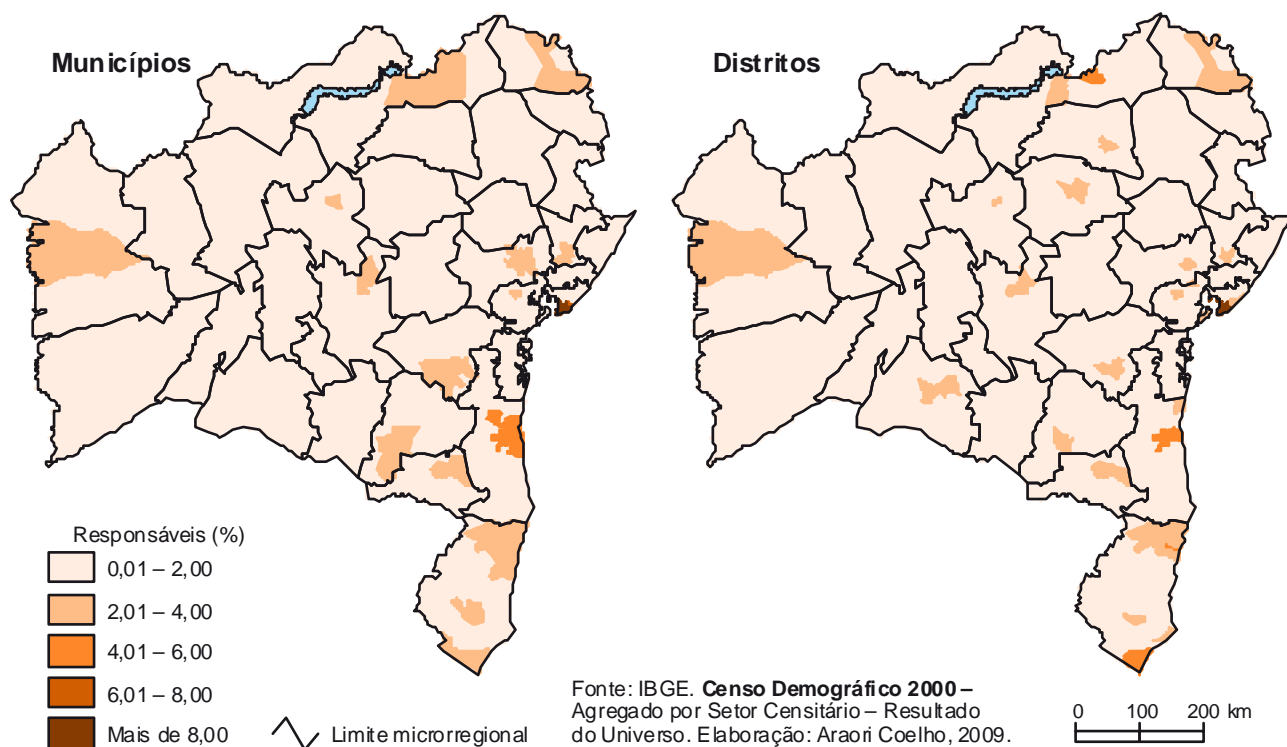 Municípios
Distritos
Responsáveis (%)
0,01 – 2,00
2,01 – 4,00
4,01 – 6,00
6,01 – 8,00
Mais de 8,00
Limite microrregional
Fonte: IBGE. Censo Demográfico 2000 –
Agregado por Setor Censitário – Resultado
do Universo. Elaboração: Araori Coelho, 2009.
0 100 200 km